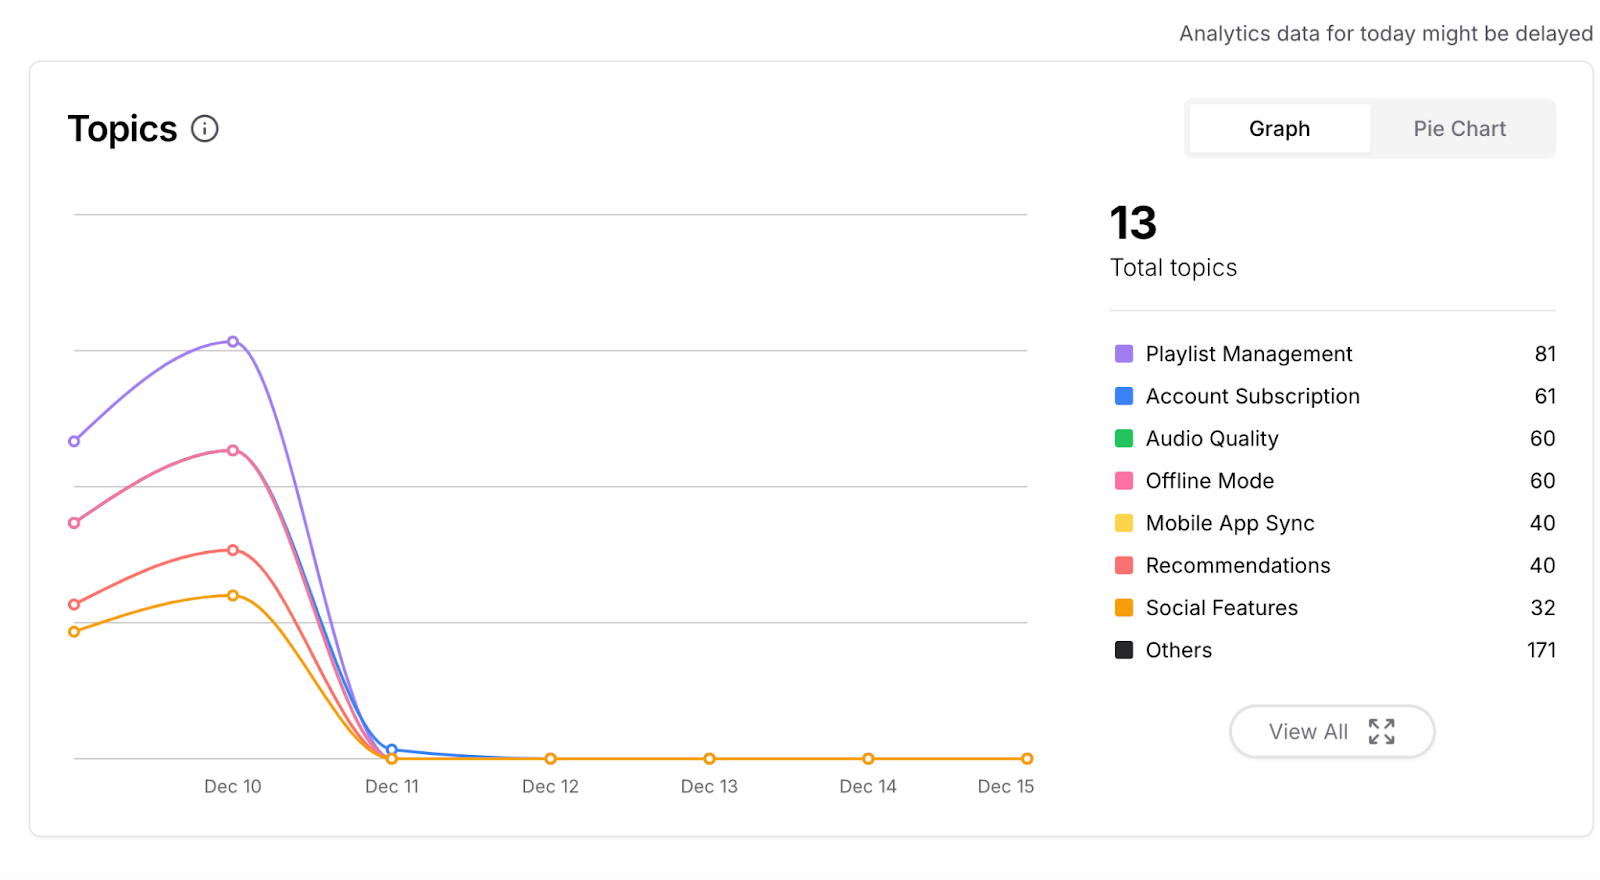 Analytics data for today might be delayed
Topics
Graph
Pie Chart
13
Total topics
Playlist Management 81
Account Subscription 61
Audio Quality 60
Offline Mode 60
Mobile App Sync 40
Recommendations 40
Social Features 32
Others 171
View All
Dec 10 Dec 11 Dec 12 Dec 13 Dec 14 Dec 15